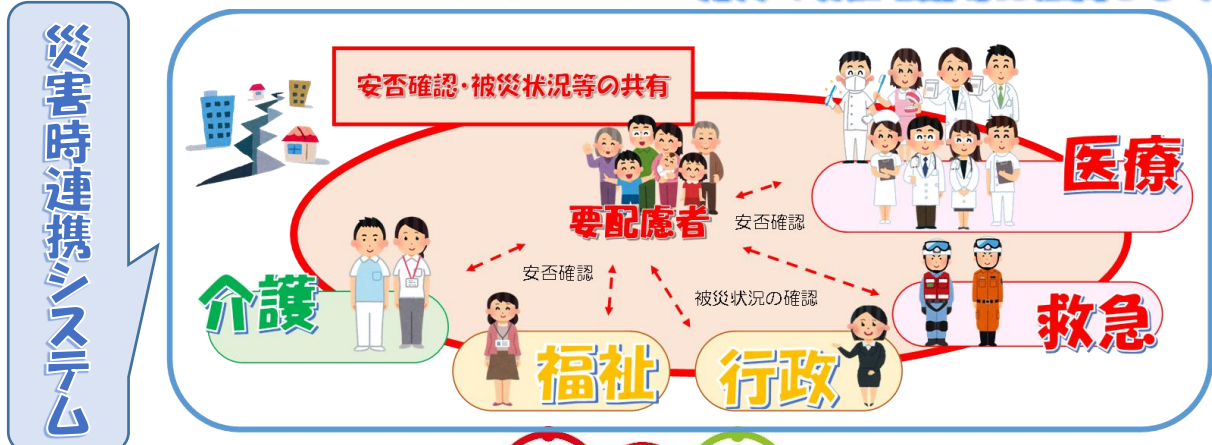 災害時連携システム
安否確認・被災状況等の共有
医療
要配慮者
安否確認
安否確認
介護
被災状況の確認
救急
福祉
行政